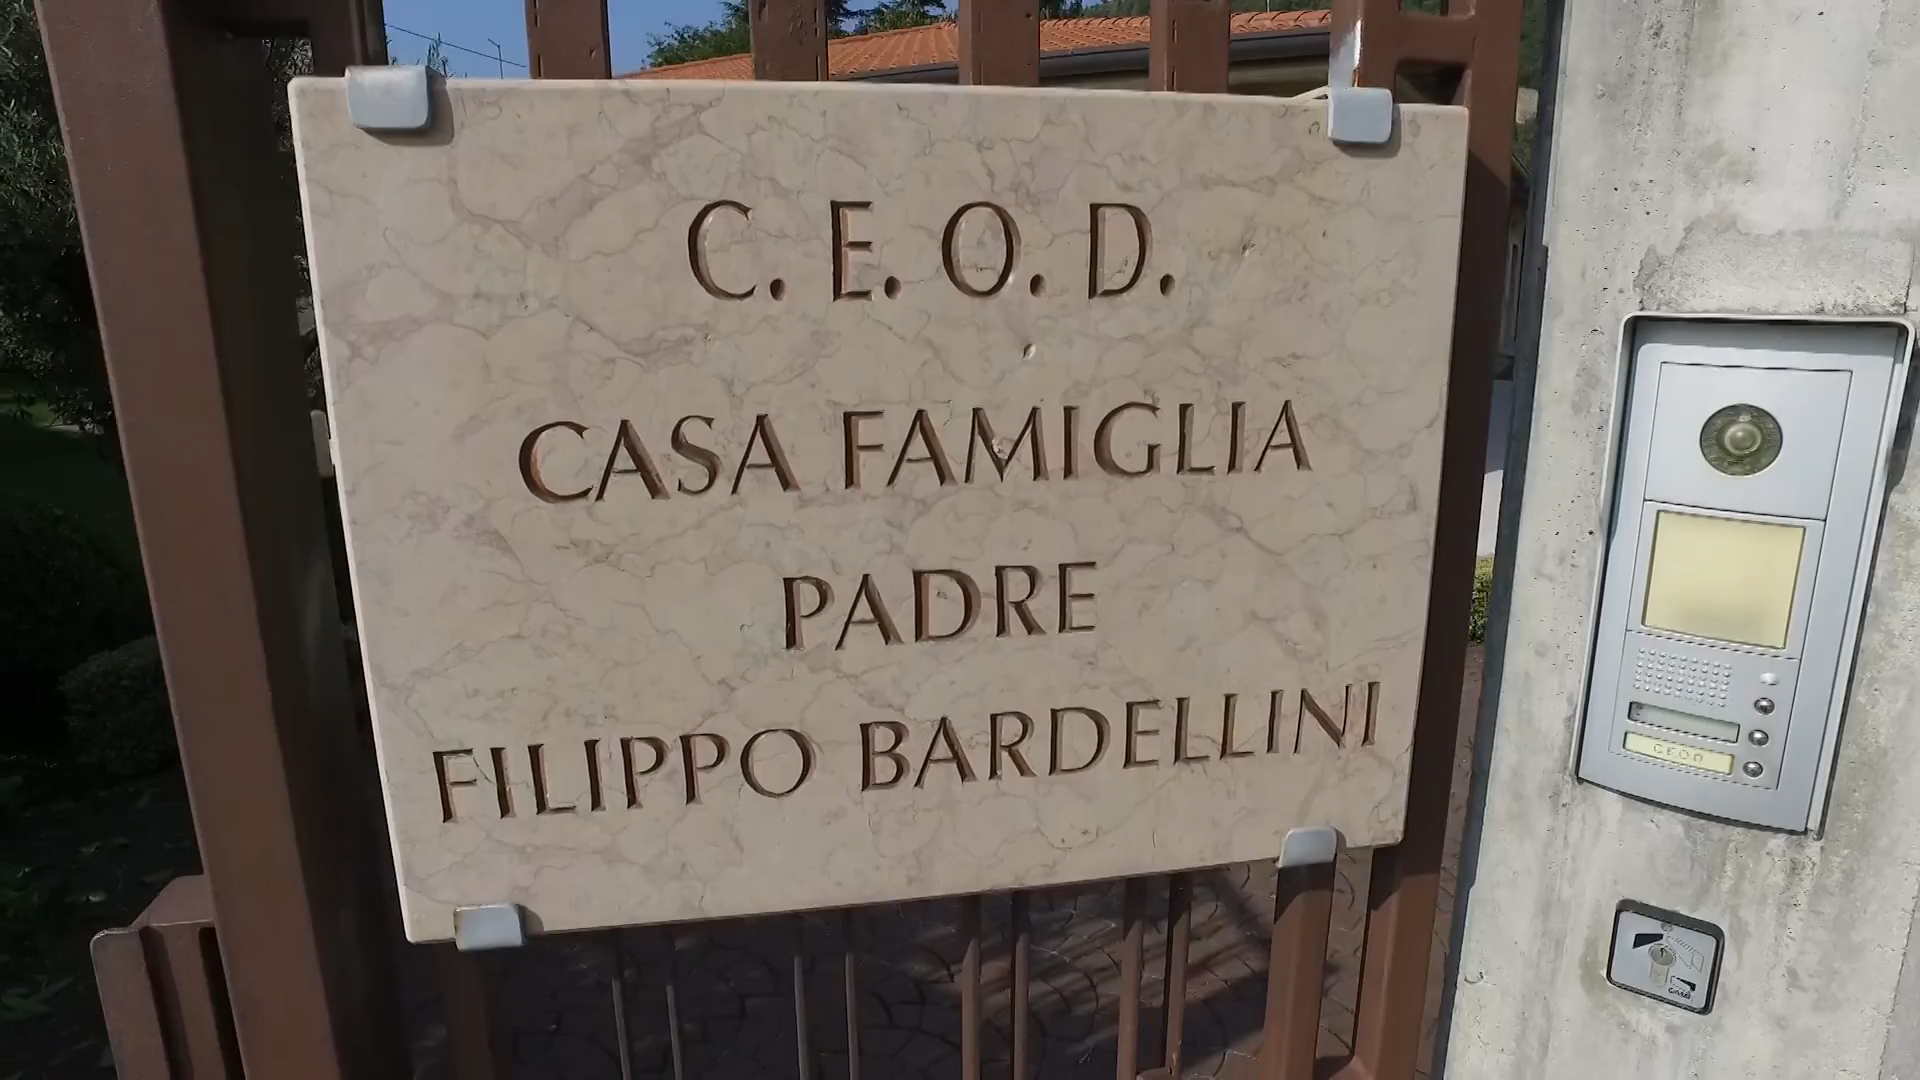 C. E. O. D.
CASA FAMIGLIA
PADRE
FILIPPO BARDELLINI
C.E.O.D.